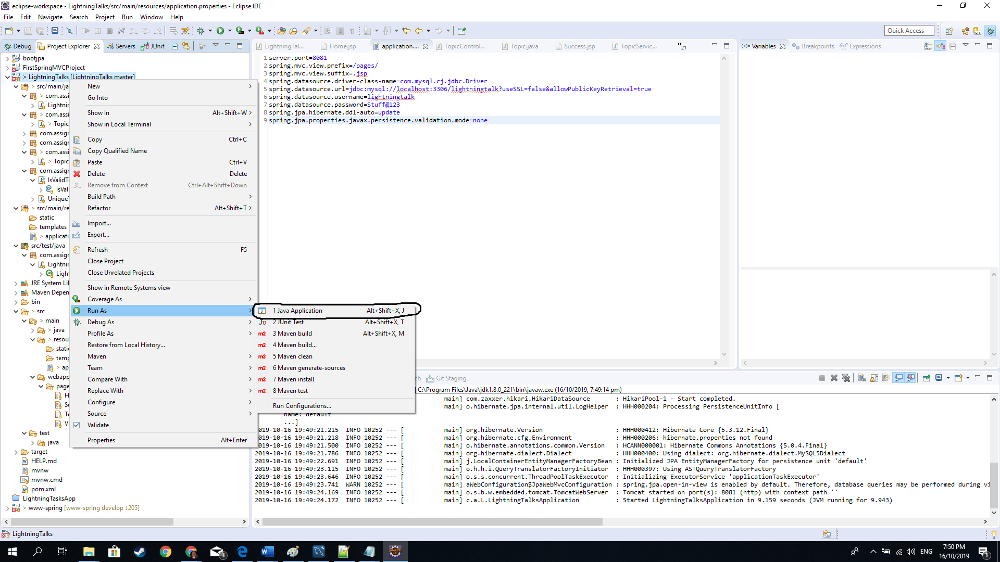 eclipse-workspace - LightningTalks/src/main/resources/application.properties - Eclipse IDE
File Edit Navigate Search Project Run Window Help
Quick Access
Debug Project Explorer Servers JUnit
LightningTal... Home.jsp application.... TopicControl... Topic.java Success.jsp TopicServic... »21
(x)= Variables Breakpoints Expressions
bootjpa
FirstSpringMVCProject
> LightningTalks [LightningTalks master]
> src/main/ja
> com.assi
Lightnin
> com.assi
> Topic
> com.assign
> com.assign
> com.assi
> Topic
com.assign
IsValidTo
IsVali
UniqueT
> src/main/re
static
templates
> applicati
src/test/java
com.assign
Lightnin
Light
JRE System Lib
Maven Depen
bin
> src
> main
> java
> resou
static
temp
> ap
webapp
page
test
java
target
HELP.md
mvnw
mvnw.cmd
pom.xml
LightningTasksApp
> www-spring [www-spring develop ↓205]
New
Go Into
Show In Alt+Shift+W
Show in Local Terminal
Copy Ctrl+C
Copy Qualified Name
Paste Ctrl+V
Delete Delete
Remove from Context Ctrl+Alt+Shift+Down
Build Path
Refactor Alt+Shift+T
Import...
Export...
Refresh F5
Close Project
Close Unrelated Projects
Show in Remote Systems view
Coverage As
Run As
Debug As
Profile As
Restore from Local History...
Maven
Team
Compare With
Replace With
Configure
Source
Validate
Properties Alt+Enter
1 Java Application Alt+Shift+X, J
2 JUnit Test Alt+Shift+X, T
3 Maven build Alt+Shift+X, M
4 Maven build...
5 Maven clean
6 Maven generate-sources
7 Maven install
8 Maven test
Run Configurations...
1 server.port=8081
2 spring.mvc.view.prefix=/pages/
3 spring.mvc.view.suffix=.jsp
4 spring.datasource.driver-class-name=com.mysql.cj.jdbc.Driver
5 spring.datasource.url=jdbc:mysql://localhost:3306/lightningtalk?useSSL=false&allowPublicKeyRetrieval=true
6 spring.datasource.username=lightningtalk
7 spring.datasource.password=Stuff@123
8 spring.jpa.hibernate.ddl-auto=update
9 spring.jpa.properties.javax.persistence.validation.mode=none
ch Git Staging
C:\Program Files\Java\jdk1.8.0_221\bin\javaw.exe (16/10/2019, 7:49:14 pm)
main] com.zaxxer.hikari.HikariDataSource : HikariPool-1 - Start completed.
main] o.hibernate.jpa.internal.util.LogHelper : HHH000204: Processing PersistenceUnitInfo [
name: default
...]
2019-10-16 19:49:21.215 INFO 10252 --- [ main] org.hibernate.Version : HHH000412: Hibernate Core {5.3.12.Final}
2019-10-16 19:49:21.218 INFO 10252 --- [ main] org.hibernate.cfg.Environment : HHH000206: hibernate.properties not found
2019-10-16 19:49:21.500 INFO 10252 --- [ main] o.hibernate.annotations.common.Version : HCANN000001: Hibernate Commons Annotations {5.0.4.Final}
2019-10-16 19:49:21.786 INFO 10252 --- [ main] org.hibernate.dialect.Dialect : HHH000400: Using dialect: org.hibernate.dialect.MySQL5Dialect
2019-10-16 19:49:22.691 INFO 10252 --- [ main] j.LocalContainerEntityManagerFactoryBean : Initialized JPA EntityManagerFactory for persistence unit 'default'
2019-10-16 19:49:23.115 INFO 10252 --- [ main] o.h.h.i.QueryTranslatorFactoryInitiator : HHH000397: Using ASTQueryTranslatorFactory
2019-10-16 19:49:23.646 INFO 10252 --- [ main] o.s.s.concurrent.ThreadPoolTaskExecutor : Initializing ExecutorService 'applicationTaskExecutor'
2019-10-16 19:49:23.741 WARN 10252 --- [ main] aWebConfiguration$JpaWebMvcConfiguration : spring.jpa.open-in-view is enabled by default. Therefore, database queries may be performed during vi
2019-10-16 19:49:24.169 INFO 10252 --- [ main] o.s.b.w.embedded.tomcat.TomcatWebServer : Tomcat started on port(s): 8081 (http) with context path ''
2019-10-16 19:49:24.172 INFO 10252 --- [ main] c.a.L.LightningTalksApplication : Started LightningTalksApplication in 9.159 seconds (JVM running for 9.943)
LightningTalks
ENG
7:50 PM
16/10/2019